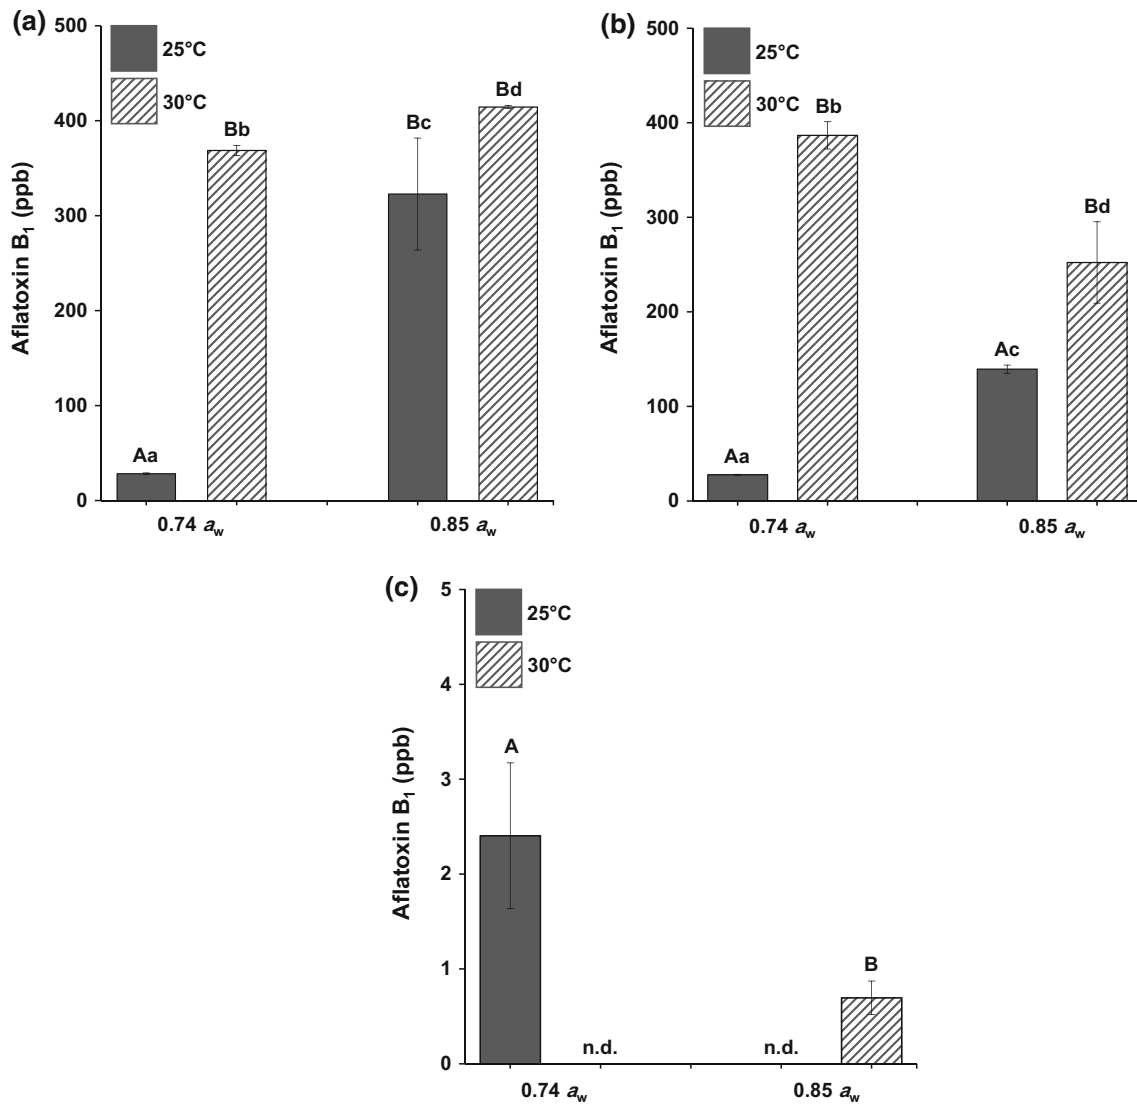 (a)
500
400
300
200
100
0
Aflatoxin B1 (ppb)
25°C
30°C
Aa
Bb
Bc
Bd
0.74 aw
0.85 aw
(b)
500
400
300
200
100
0
Aflatoxin B1 (ppb)
25°C
30°C
Aa
Bb
Ac
Bd
0.74 aw
0.85 aw
(c)
5
4
3
2
1
0
Aflatoxin B1 (ppb)
25°C
30°C
A
n.d.
n.d.
B
0.74 aw
0.85 aw